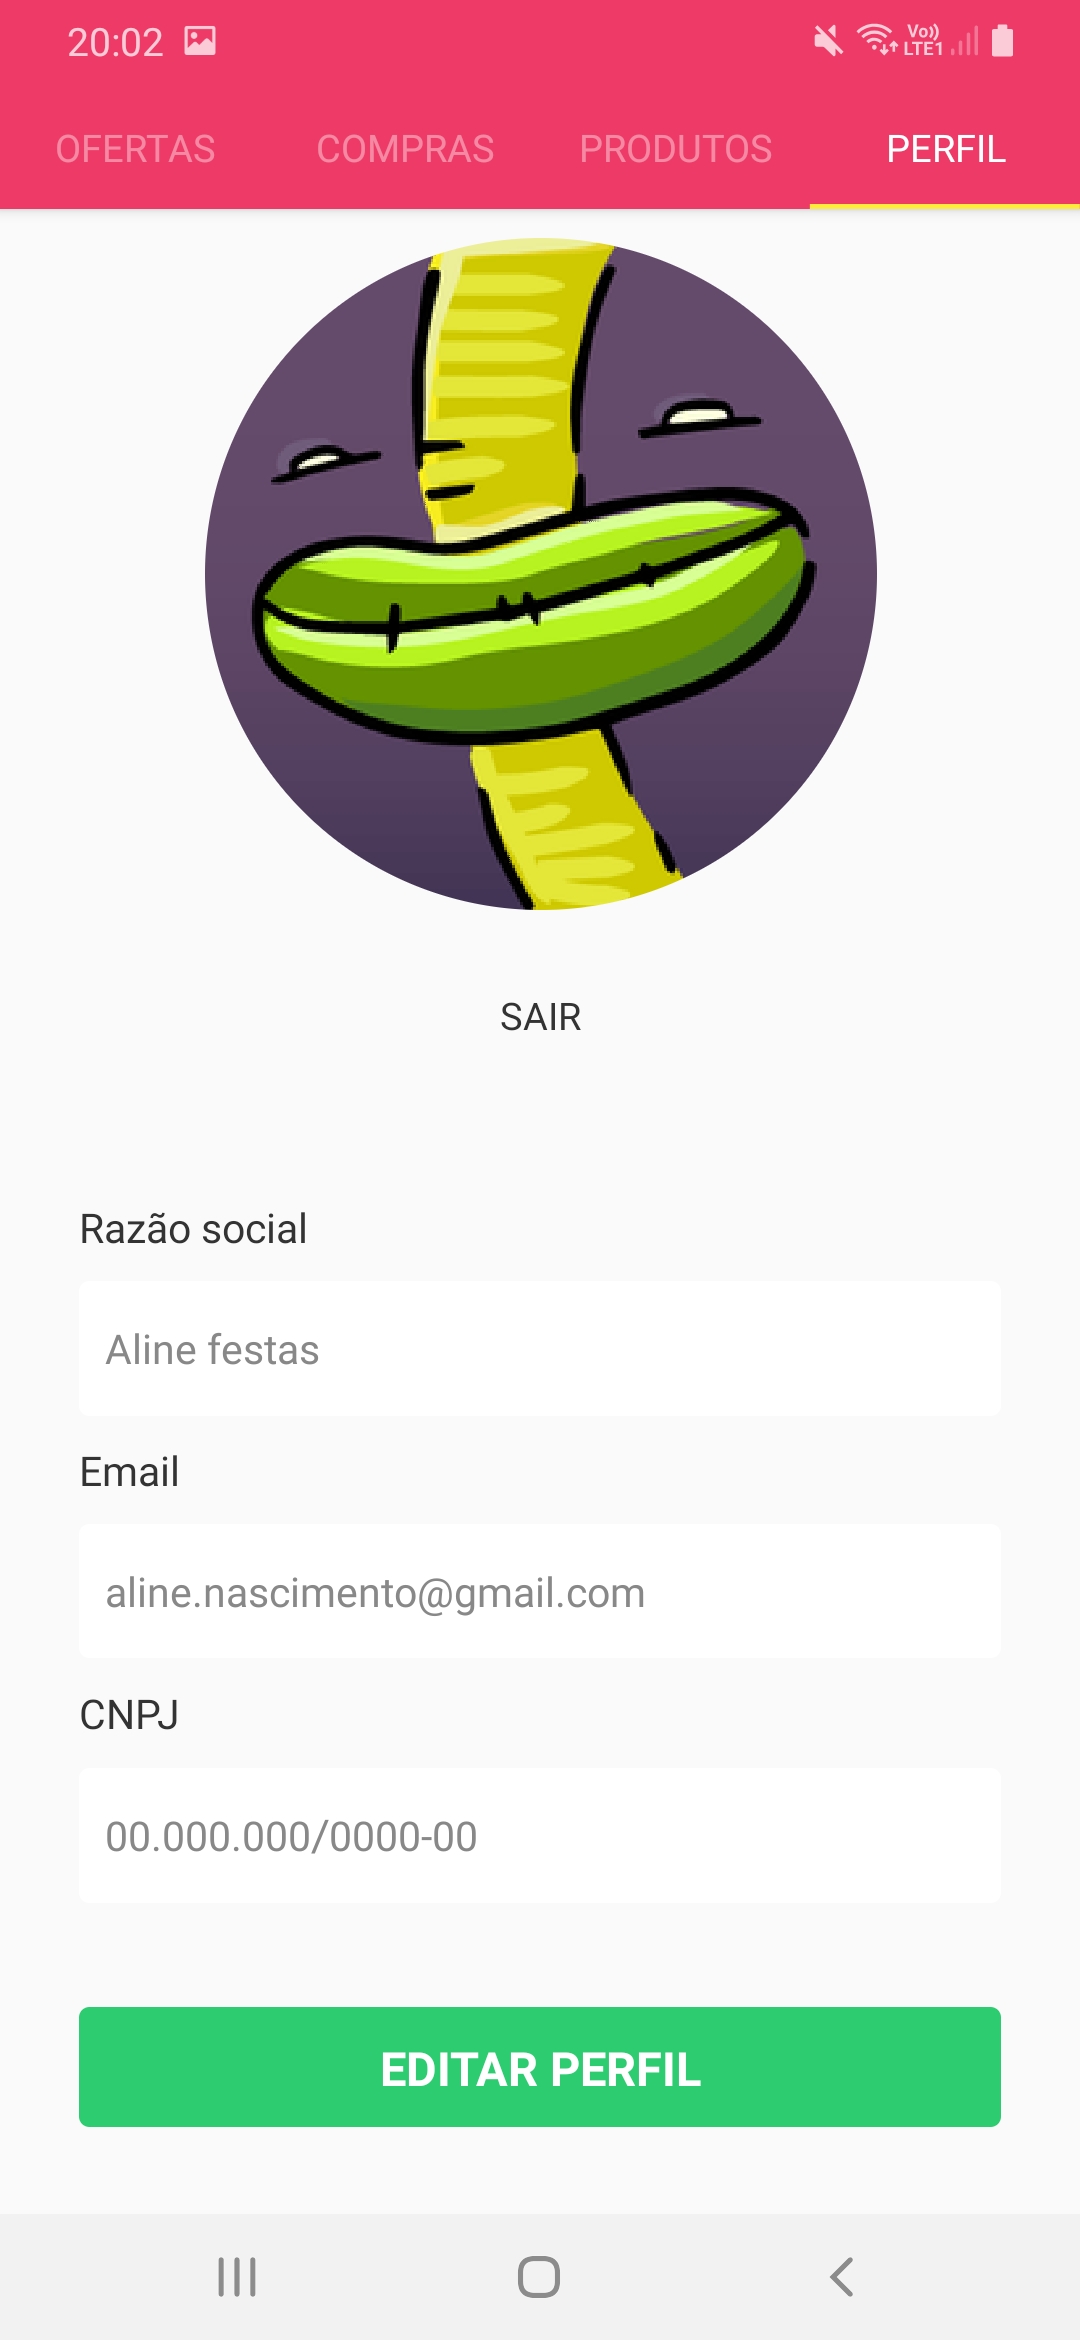 20:02
Vo))
LTE1
OFERTAS COMPRAS PRODUTOS PERFIL
SAIR
Razão social
Aline festas
Email
aline.nascimento@gmail.com
CNPJ
00.000.000/0000-00
EDITAR PERFIL